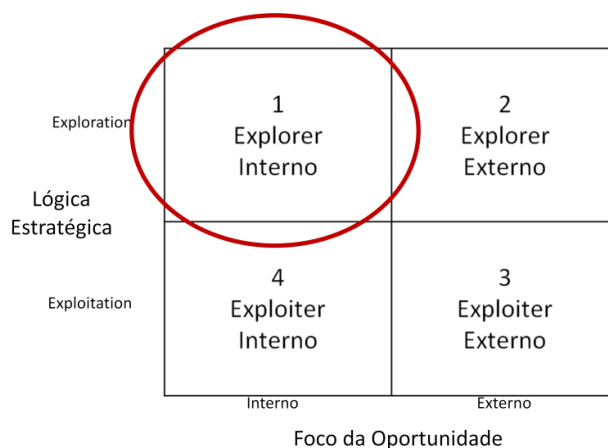 Exploration
1
Explorer
Interno
2
Explorer
Externo
Lógica
Estratégica
Exploitation
4
Exploiter
Interno
3
Exploiter
Externo
Interno
Externo
Foco da Oportunidade